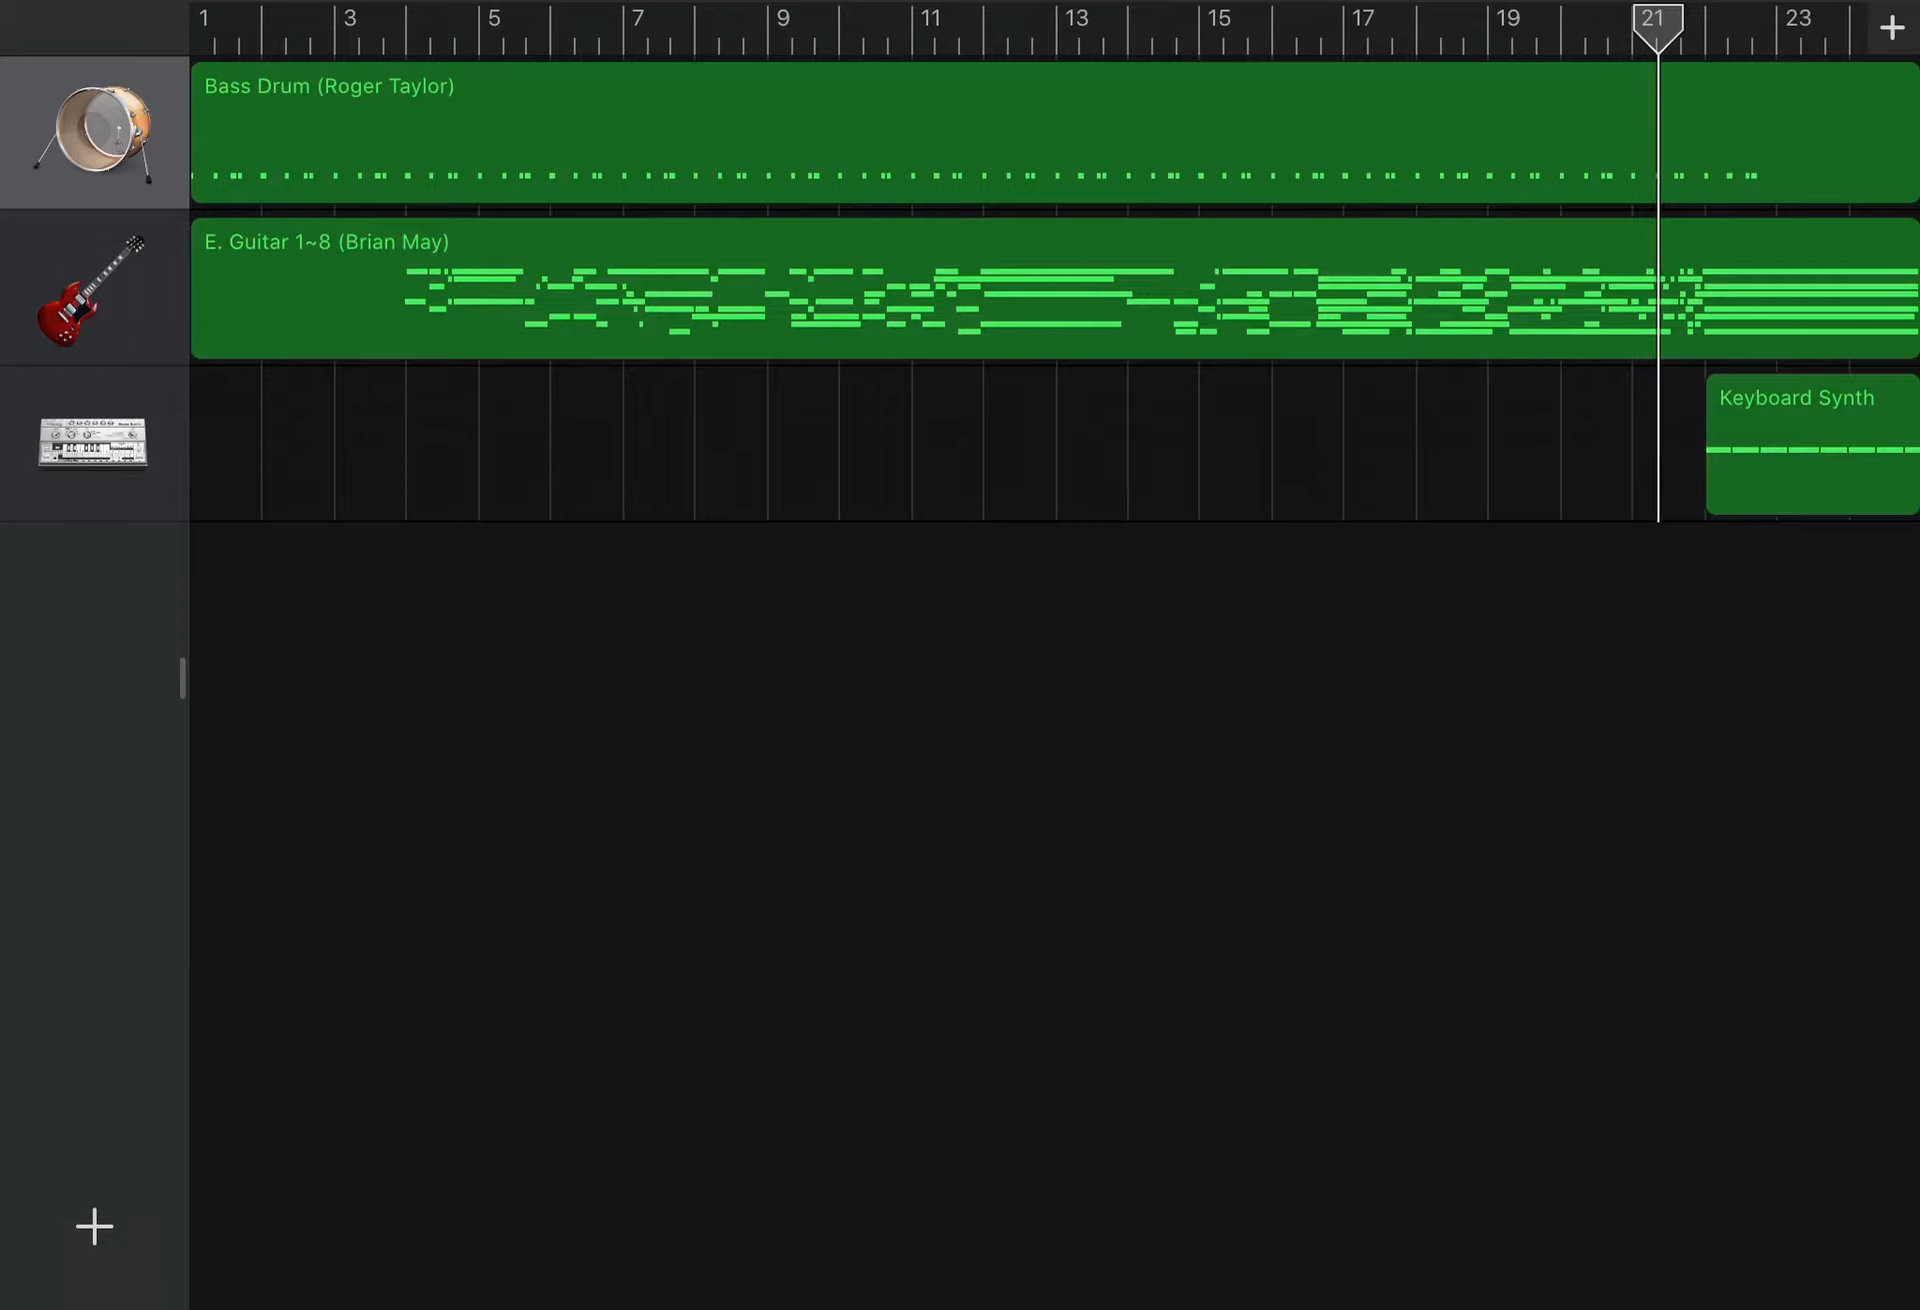 1 3 5 7 9 11 13 15 17 19 21 23
Bass Drum (Roger Taylor)
E. Guitar 1~8 (Brian May)
Keyboard Synth